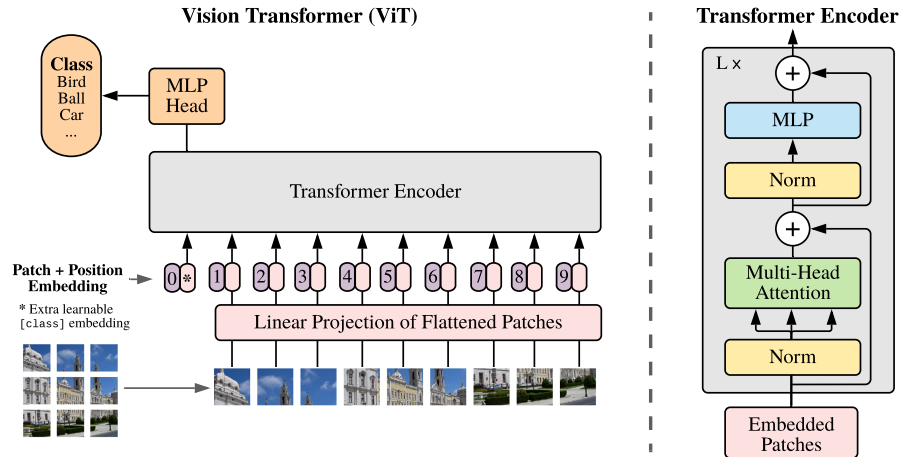 Vision Transformer (ViT)
Class
Bird
Ball
Car
...
MLP
Head
Transformer Encoder
Patch + Position
Embedding
0 * 1 2 3 4 5 6 7 8 9
* Extra learnable
[class] embedding
Linear Projection of Flattened Patches
Transformer Encoder
L ×
+
MLP
Norm
+
Multi-Head
Attention
Norm
Embedded
Patches